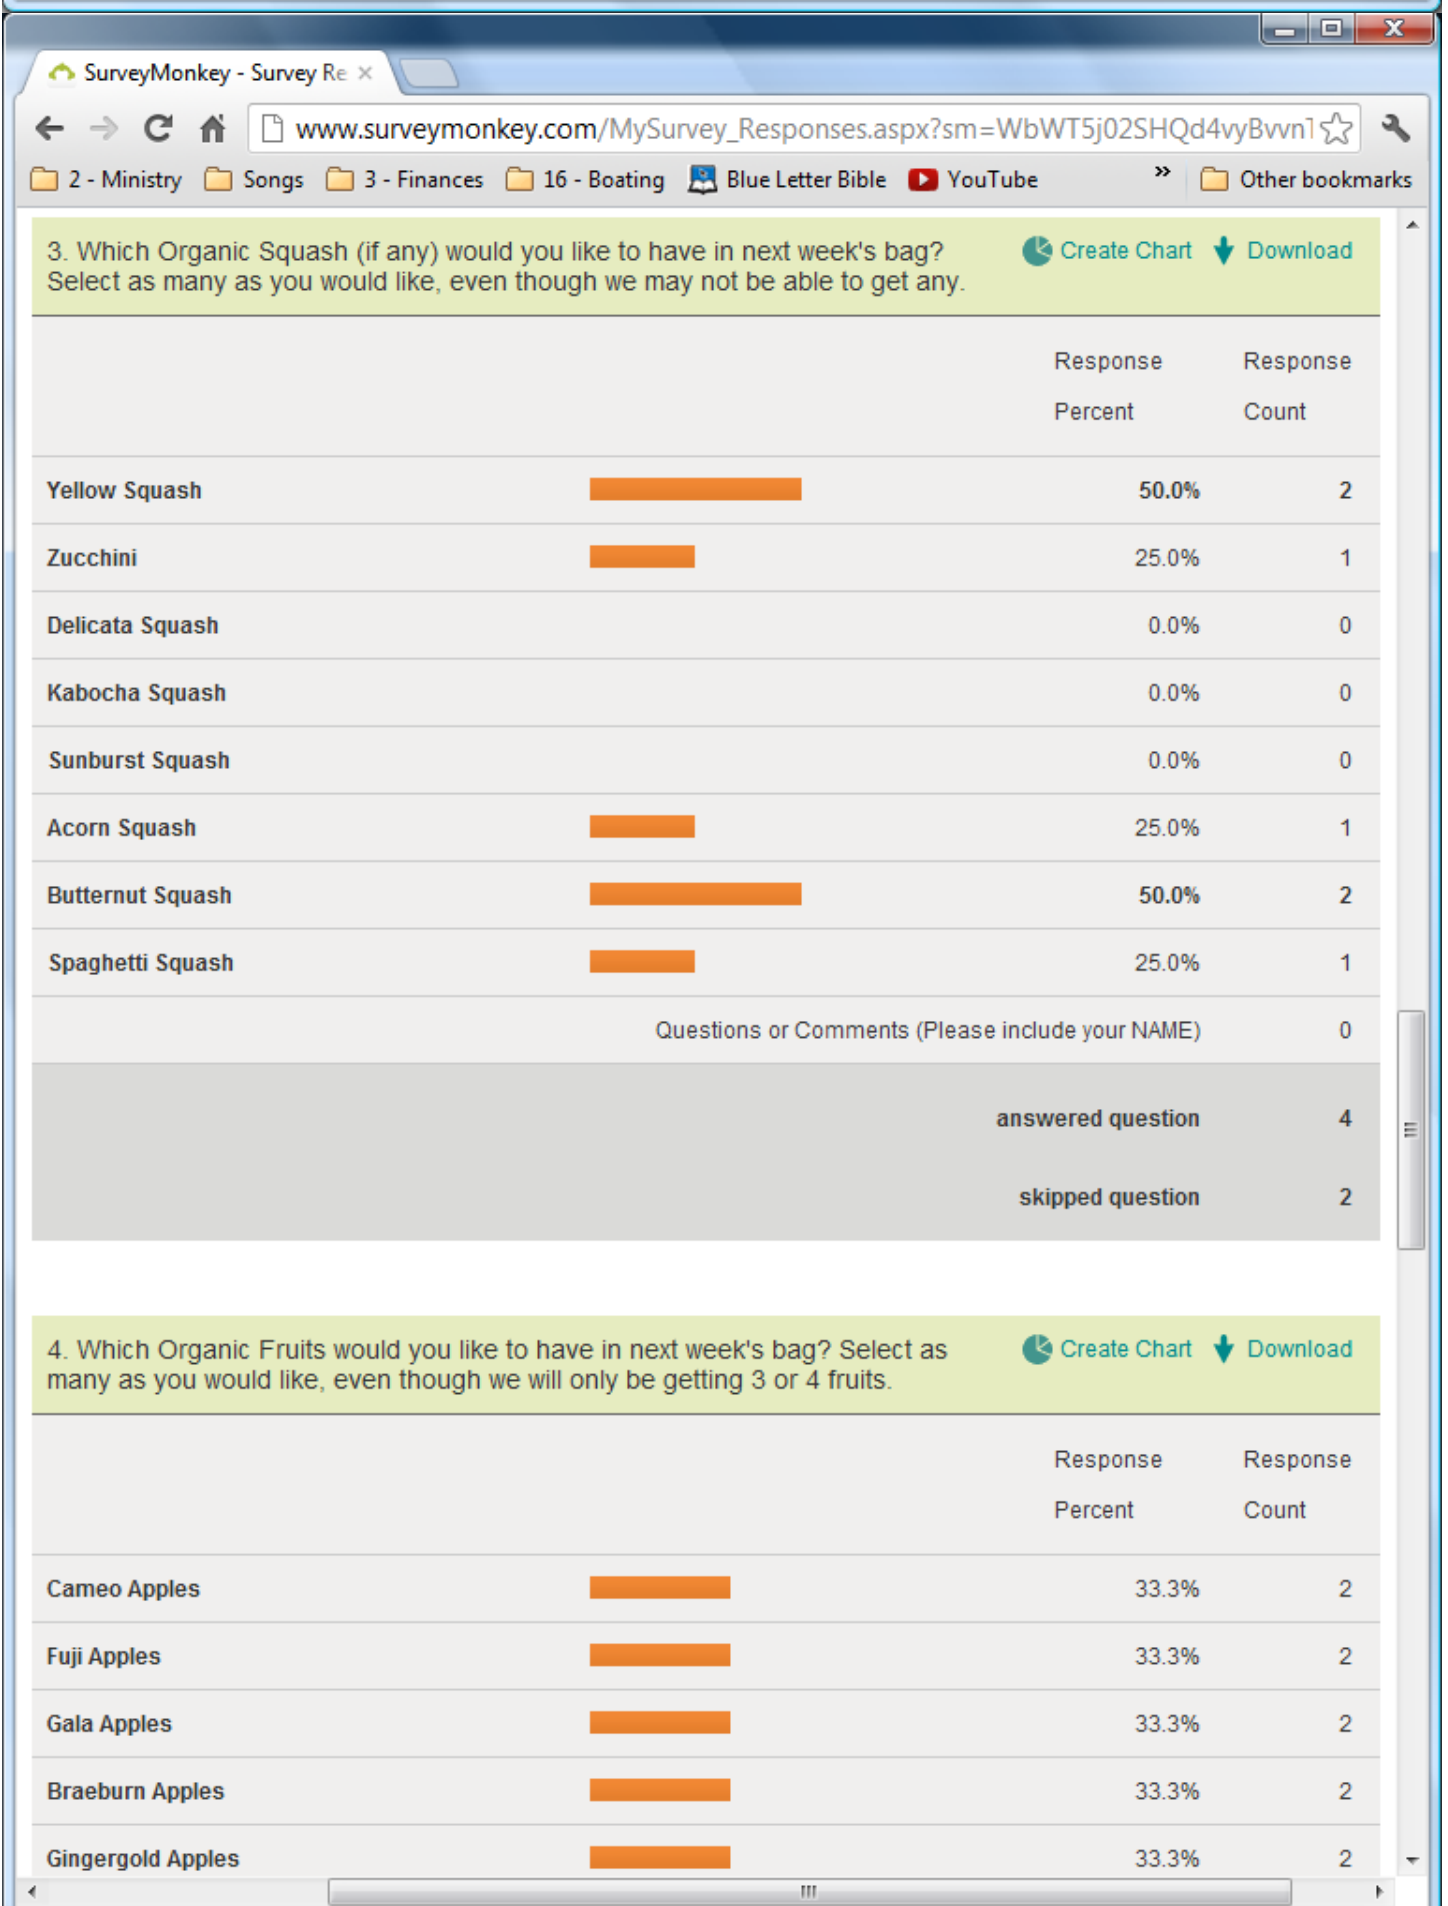 SurveyMonkey - Survey Re
www.surveymonkey.com/MySurvey_Responses.aspx?sm=WbWT5j02SHQd4vyBvvn
2 - Ministry Songs 3 - Finances 16 - Boating Blue Letter Bible YouTube » Other bookmarks
3. Which Organic Squash (if any) would you like to have in next week's bag? Create Chart Download
Select as many as you would like, even though we may not be able to get any.
Response Response
Percent Count
Yellow Squash 50.0% 2
Zucchini 25.0% 1
Delicata Squash 0.0% 0
Kabocha Squash 0.0% 0
Sunburst Squash 0.0% 0
Acorn Squash 25.0% 1
Butternut Squash 50.0% 2
Spaghetti Squash 25.0% 1
Questions or Comments (Please include your NAME) 0
answered question 4
skipped question 2
4. Which Organic Fruits would you like to have in next week's bag? Select as Create Chart Download
many as you would like, even though we will only be getting 3 or 4 fruits.
Response Response
Percent Count
Cameo Apples 33.3% 2
Fuji Apples 33.3% 2
Gala Apples 33.3% 2
Braeburn Apples 33.3% 2
Gingergold Apples 33.3% 2